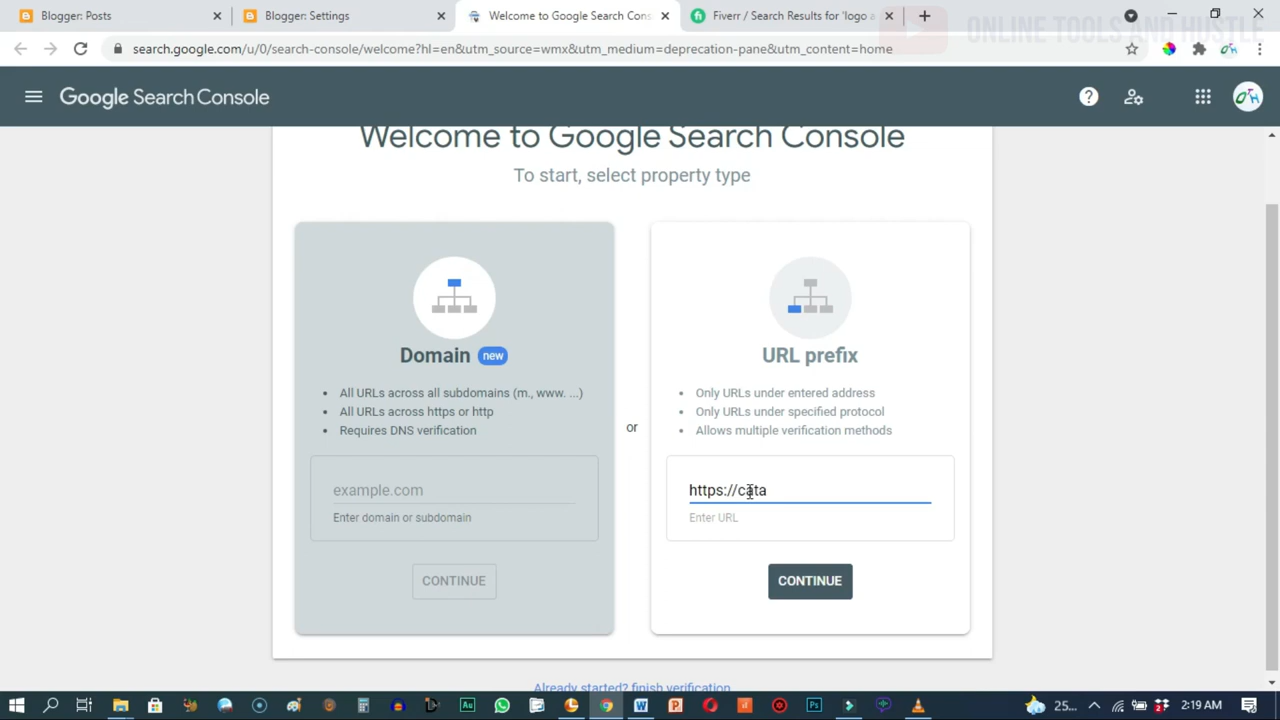 Blogger: Posts
Blogger: Settings
Welcome to Google Search Cons
Fiverr / Search Results for 'logo a
ONLINE TOOLS AND HUSTLE
search.google.com/u/0/search-console/welcome?hl=en&utm_source=wmx&utm_medium=deprecation-pane&utm_content=home
Google Search Console
Welcome to Google Search Console
To start, select property type
Domain new
• All URLs across all subdomains (m., www. ...)
• All URLs across https or http
• Requires DNS verification
example.com
Enter domain or subdomain
CONTINUE
or
URL prefix
• Only URLs under entered address
• Only URLs under specified protocol
• Allows multiple verification methods
https://cata
Enter URL
CONTINUE
Already started? finish verification
25...
2:19 AM